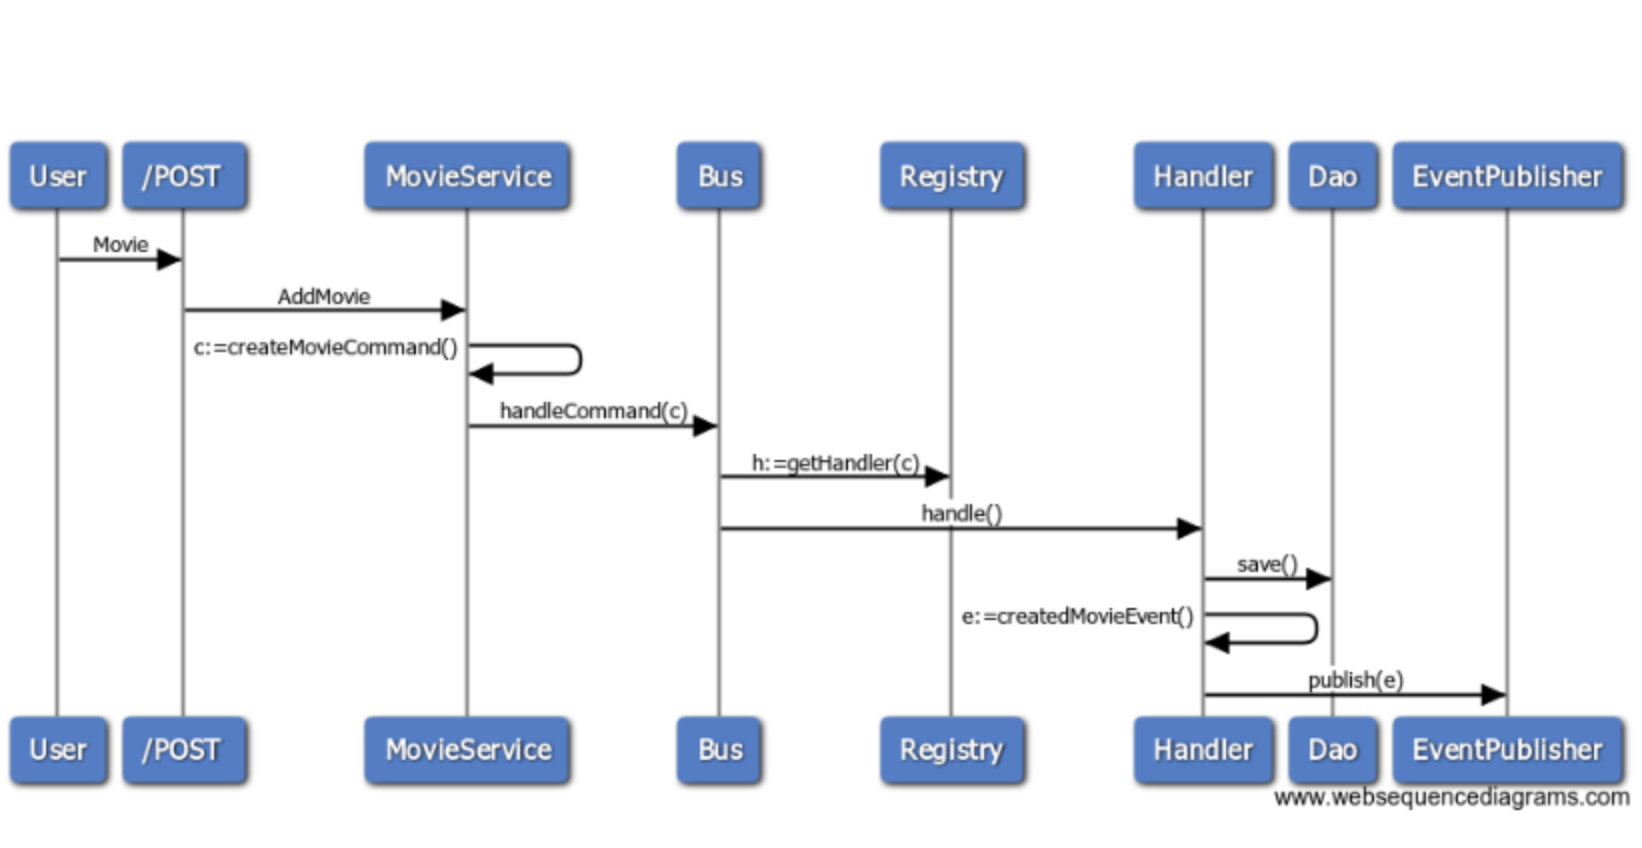 User /POST MovieService Bus Registry Handler Dao EventPublisher
Movie
AddMovie
c:=createMovieCommand()
handleCommand(c)
h:=getHandler(c)
handle()
save()
e:=createdMovieEvent()
publish(e)
User /POST MovieService Bus Registry Handler Dao EventPublisher
www.websequencediagrams.com